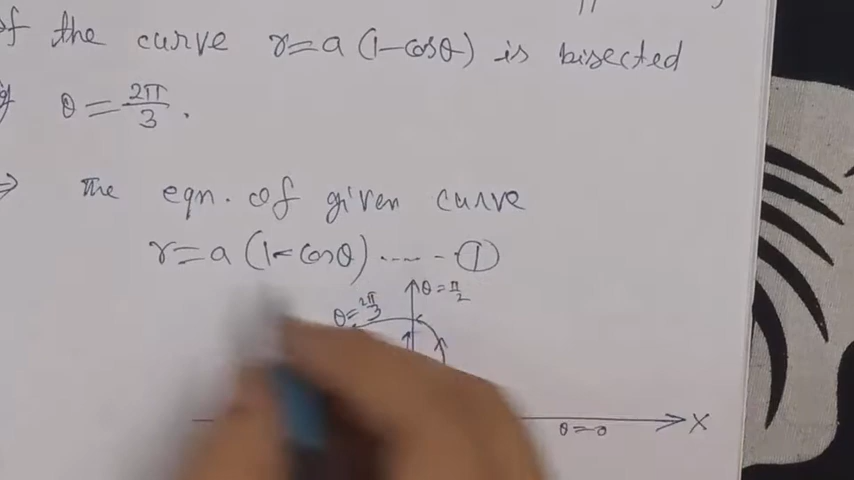 of the curve r=a(1-cosθ) is bisected
θ = 2π/3.
⇒ The eqn. of given curve
r=a(1-cosθ) ..... - ①
θ = π/2
θ = 2π/3
X
θ = 0